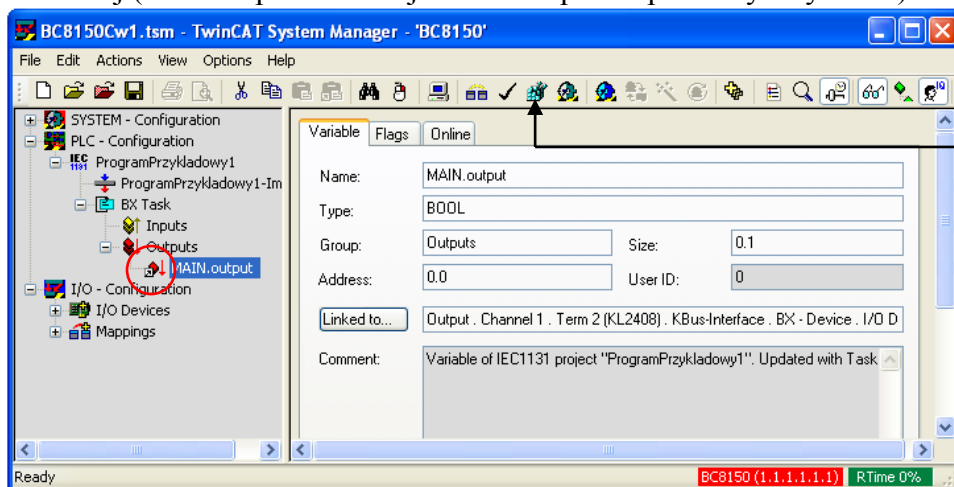 BC8150Cw1.tsm - TwinCAT System Manager - 'BC8150'
File Edit Actions View Options Help
SYSTEM - Configuration
PLC - Configuration
IEC 1131 ProgramPrzykladowy1
ProgramPrzykladowy1-Im
BX Task
Inputs
Outputs
MAIN.output
I/O - Configuration
I/O Devices
Mappings
Variable Flags Online
Name: MAIN.output
Type: BOOL
Group: Outputs Size: 0.1
Address: 0.0 User ID: 0
Linked to... Output . Channel 1 . Term 2 (KL2408) . KBus-Interface . BX - Device . I/O D
Comment: Variable of IEC1131 project "ProgramPrzykladowy1". Updated with Task
Ready BC8150 (1.1.1.1.1.1) RTime 0%